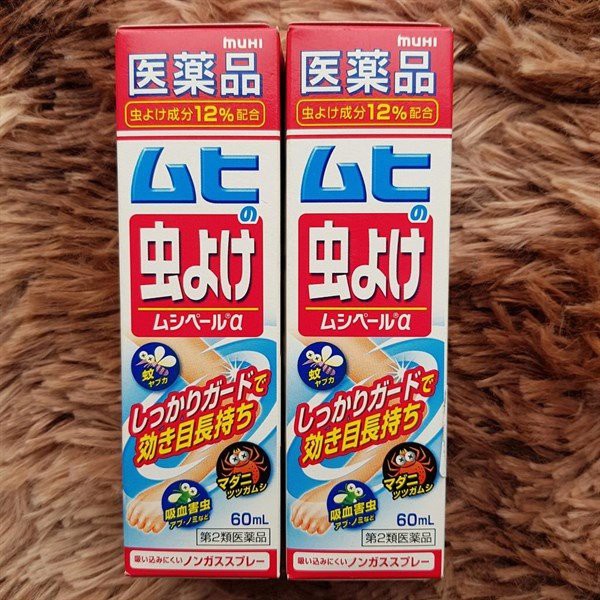 muHI
医薬品
虫よけ成分12%配合
ムヒの
虫よけ
ムシペール®α
蚊
ヤブカ
しっかりガードで
効き目長持ち
マダニ
ツツガムシ
吸血害虫
アブ・ノミなど
60mL
第2類医薬品
吸い込みにくいノンガススプレー
muHI
医薬品
虫よけ成分12%配合
ムヒの
虫よけ
ムシペール®α
蚊
ヤブカ
しっかりガードで
効き目長持ち
マダニ
ツツガムシ
吸血害虫
アブ・ノミなど
60mL
第2類医薬品
吸い込みにくいノンガススプレー